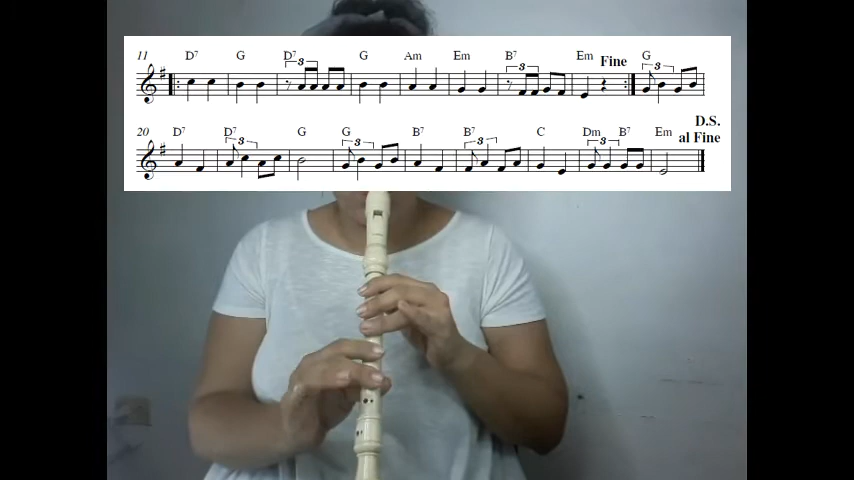 11 D7 G D7 G Am Em B7 Em Fine G
3 3 3
D.S.
20 D7 D7 G G B7 B7 C Dm B7 Em al Fine
3 3 3 3